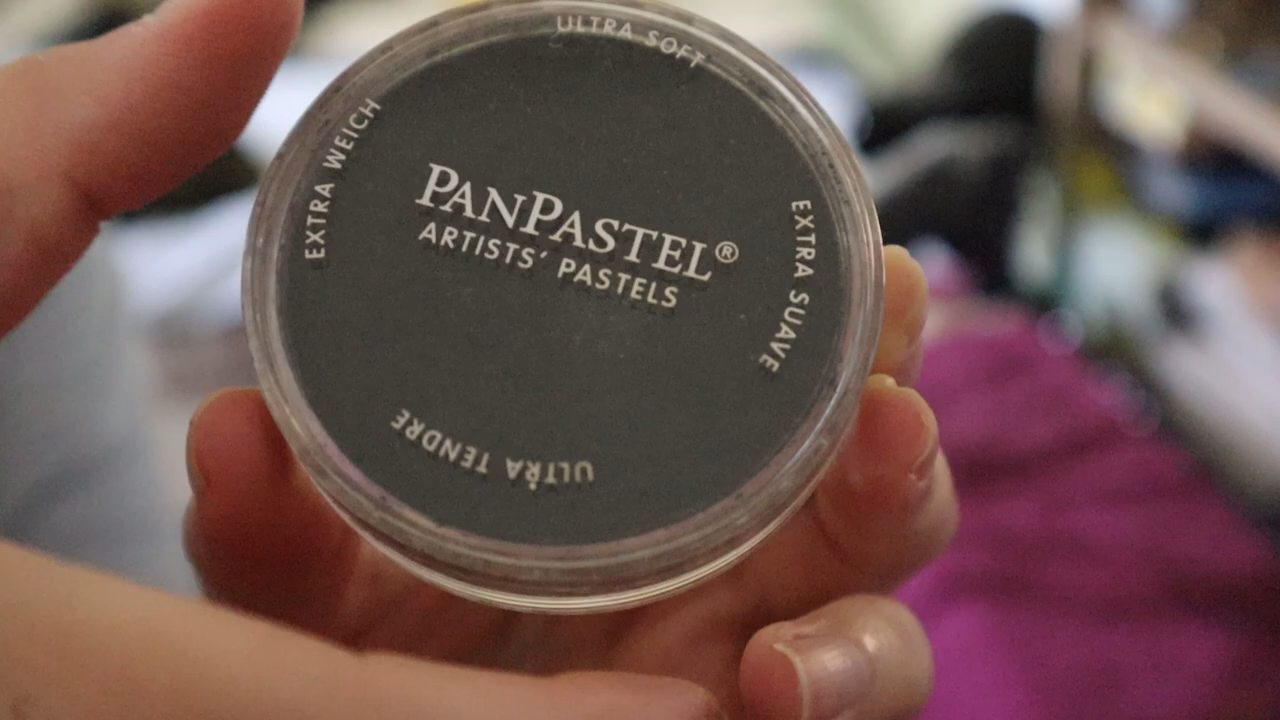 ULTRA SOFT
EXTRA WEICH
PANPASTEL®
ARTISTS' PASTELS
EXTRA SUAVE
ULTRA TENDRE